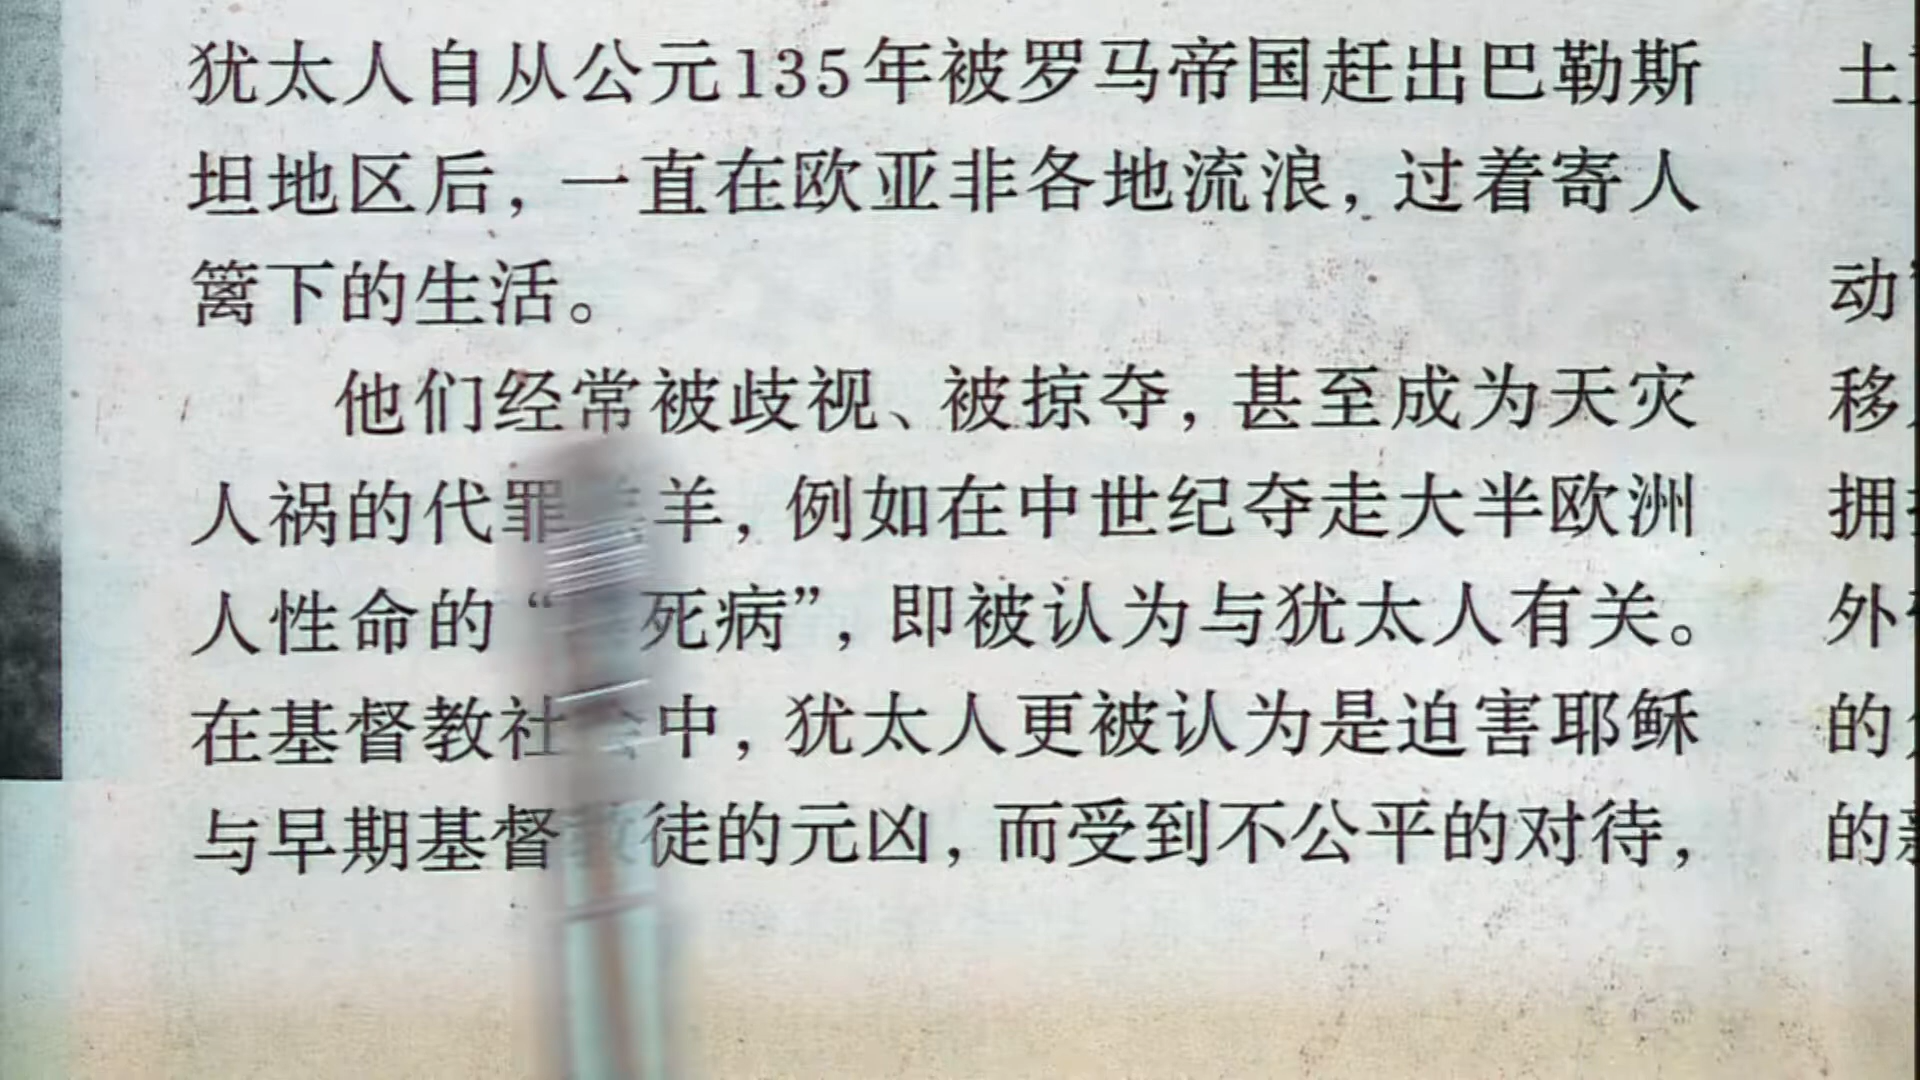 犹太人自从公元135年被罗马帝国赶出巴勒斯
坦地区后，一直在欧亚非各地流浪，过着寄人
篱下的生活。
他们经常被歧视、被掠夺，甚至成为天灾
人祸的代罪羊，例如在中世纪夺走大半欧洲
人性命的“死病”，即被认为与犹太人有关。
在基督教社会中，犹太人更被认为是迫害耶稣
与早期基督教徒的元凶，而受到不公平的对待，
土
动
移
拥
外
的
的